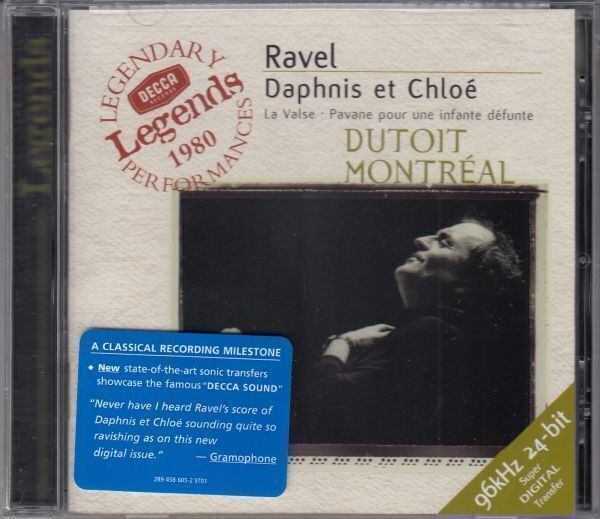 Legends
LEGENDARY
DECCA
RECORDS
Legends
1980
PERFORMANCES
Ravel
Daphnis et Chloé
La Valse · Pavane pour une infante défunte
DUTOIT
MONTRÉAL
A CLASSICAL RECORDING MILESTONE
• New state-of-the-art sonic transfers
showcase the famous "DECCA SOUND"
"Never have I heard Ravel's score of
Daphnis et Chloé sounding quite so
ravishing as on this new
digital issue." — Gramophone
289 458 605-2 ST01
96kHz 24-bit
Super
DIGITAL
Transfer